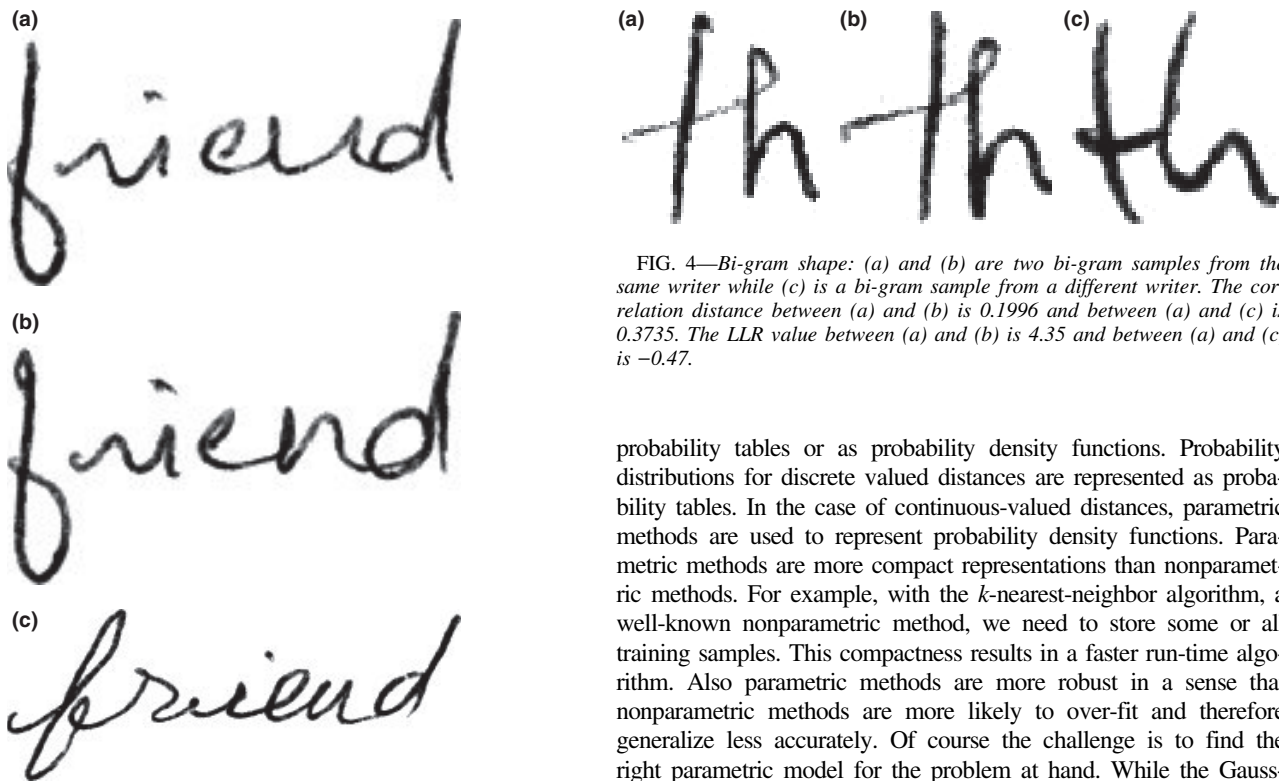 (a)
friend
(b)
friend
(c)
friend
(a)
th
(b)
th
(c)
th
FIG. 4—Bi-gram shape: (a) and (b) are two bi-gram samples from the
same writer while (c) is a bi-gram sample from a different writer. The cor
relation distance between (a) and (b) is 0.1996 and between (a) and (c) is
0.3735. The LLR value between (a) and (b) is 4.35 and between (a) and (c
is −0.47.
probability tables or as probability density functions. Probability
distributions for discrete valued distances are represented as proba-
bility tables. In the case of continuous-valued distances, parametric
methods are used to represent probability density functions. Para-
metric methods are more compact representations than nonparamet-
ric methods. For example, with the k-nearest-neighbor algorithm, a
well-known nonparametric method, we need to store some or al
training samples. This compactness results in a faster run-time algo-
rithm. Also parametric methods are more robust in a sense tha
nonparametric methods are more likely to over-fit and therefore
generalize less accurately. Of course the challenge is to find the
right parametric model for the problem at hand. While the Gauss-